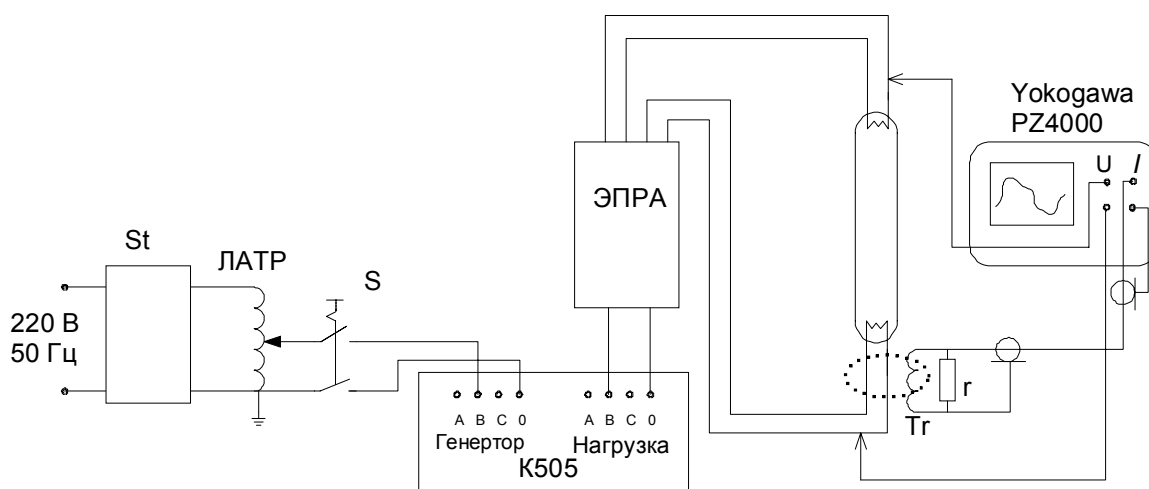 Yokogawa
PZ4000
U I
ЭПРА
St
ЛАТР
S
220 В
50 Гц
r
Tr
A B C 0
A B C 0
Генертор
Нагрузка
К505